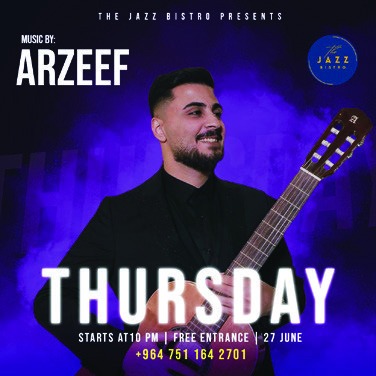 THE JAZZ BISTRO PRESENTS
MUSIC BY:
ARZEEF
The
JAZZ
BISTRO
THURSDAY
STARTS AT10 PM | FREE ENTRANCE | 27 JUNE
+964 751 164 2701